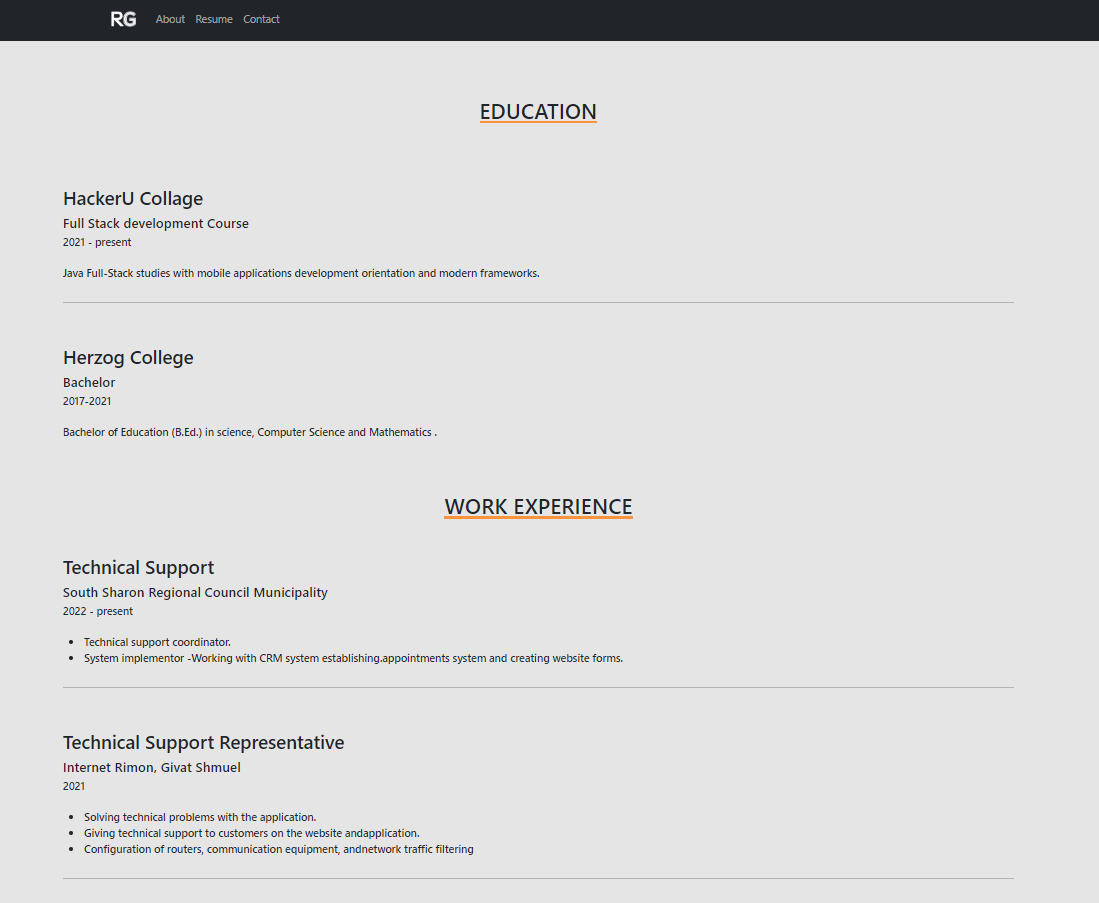 RG About Resume Contact
EDUCATION
HackerU Collage
Full Stack development Course
2021 - present
Java Full-Stack studies with mobile applications development orientation and modern frameworks.
Herzog College
Bachelor
2017-2021
Bachelor of Education (B.Ed.) in science, Computer Science and Mathematics .
WORK EXPERIENCE
Technical Support
South Sharon Regional Council Municipality
2022 - present
• Technical support coordinator.
• System implementor -Working with CRM system establishing.appointments system and creating website forms.
Technical Support Representative
Internet Rimon, Givat Shmuel
2021
• Solving technical problems with the application.
• Giving technical support to customers on the website andapplication.
• Configuration of routers, communication equipment, andnetwork traffic filtering